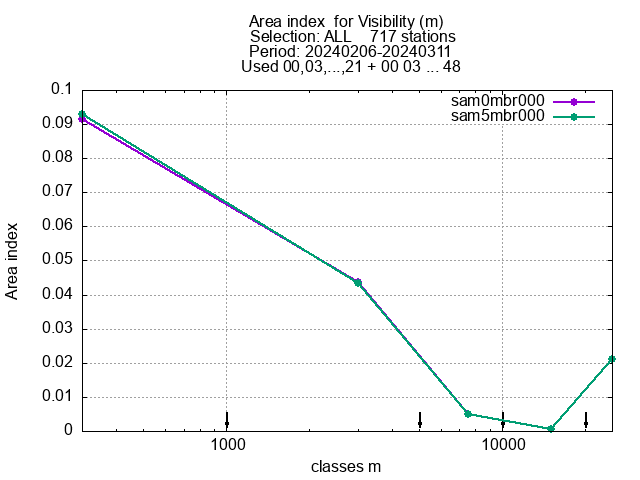 Area index  for Visibility (m)
Selection: ALL    717 stations
Period: 20240206-20240311
Used 00,03,...,21 + 00 03 ... 48
sam0mbr000
sam5mbr000
0.1
0.09
0.08
0.07
0.06
0.05
0.04
0.03
0.02
0.01
0
Area index
1000
10000
classes m